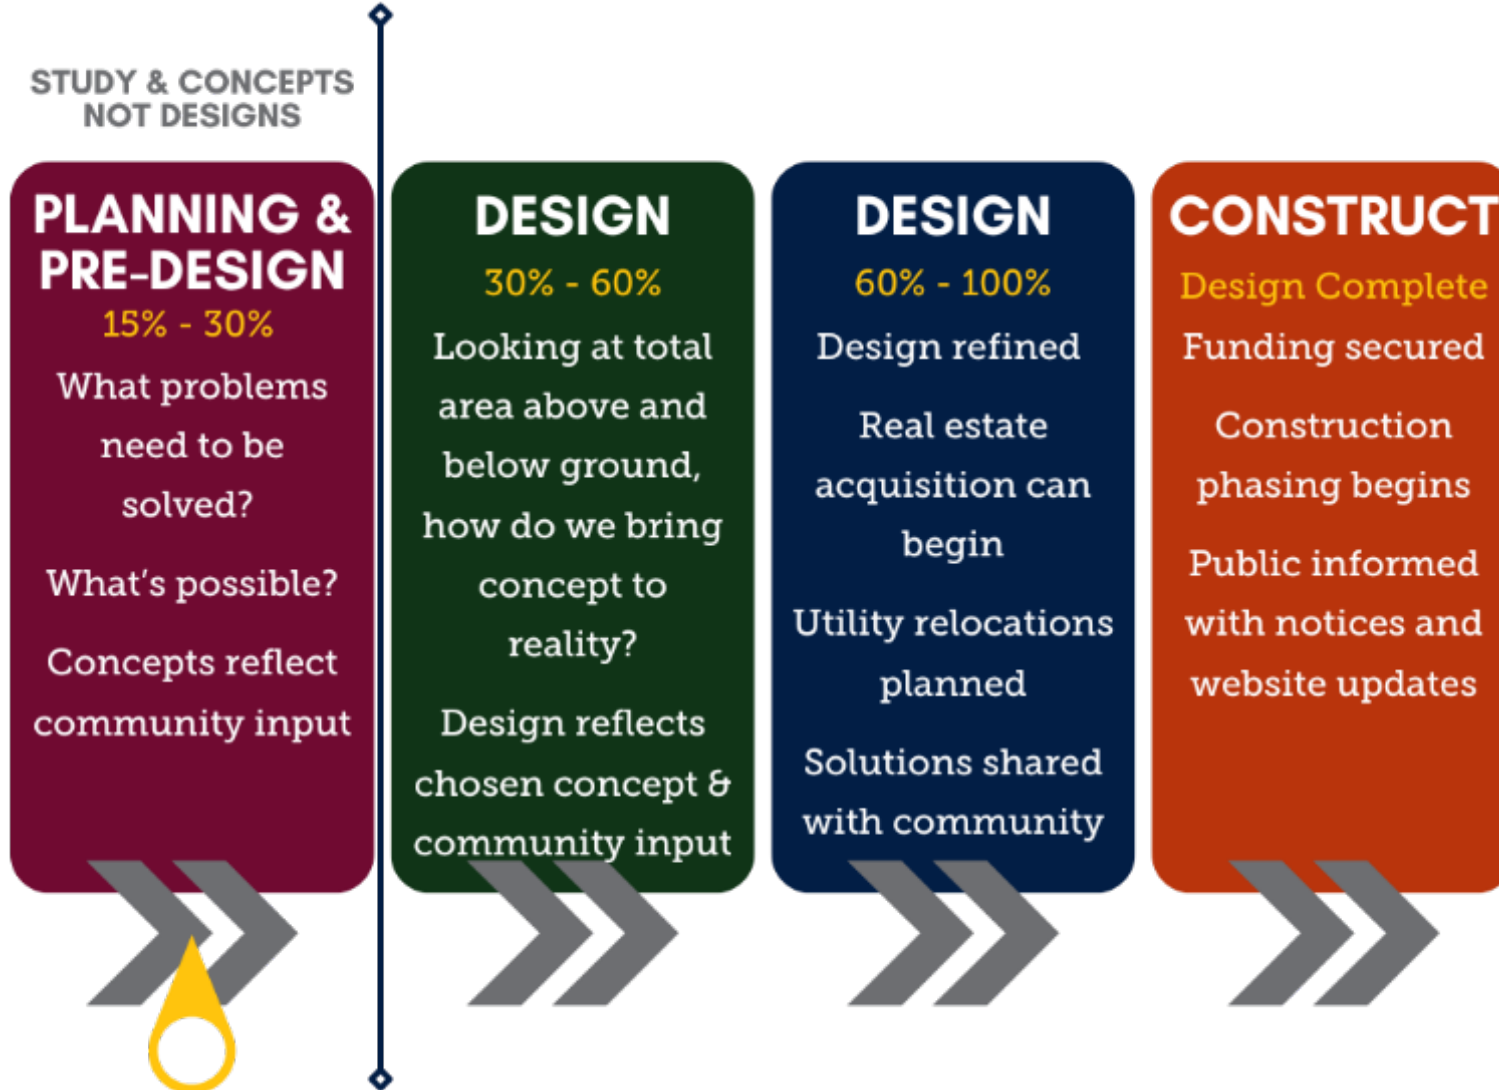 STUDY & CONCEPTS
NOT DESIGNS
PLANNING &
PRE-DESIGN
15% - 30%
What problems
need to be
solved?
What's possible?
Concepts reflect
community input
DESIGN
30% - 60%
Looking at total
area above and
below ground,
how do we bring
concept to
reality?
Design reflects
chosen concept &
community input
DESIGN
60% - 100%
Design refined
Real estate
acquisition can
begin
Utility relocations
planned
Solutions shared
with community
CONSTRUCT
Design Complete
Funding secured
Construction
phasing begins
Public informed
with notices and
website updates